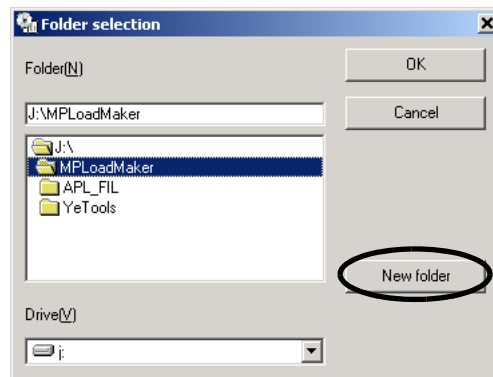 Folder selection
Folder(N)
OK
J:\MPLoadMaker
Cancel
J:\
MPLoadMaker
APL_FIL
YeTools
New folder
Drive(V)
j: